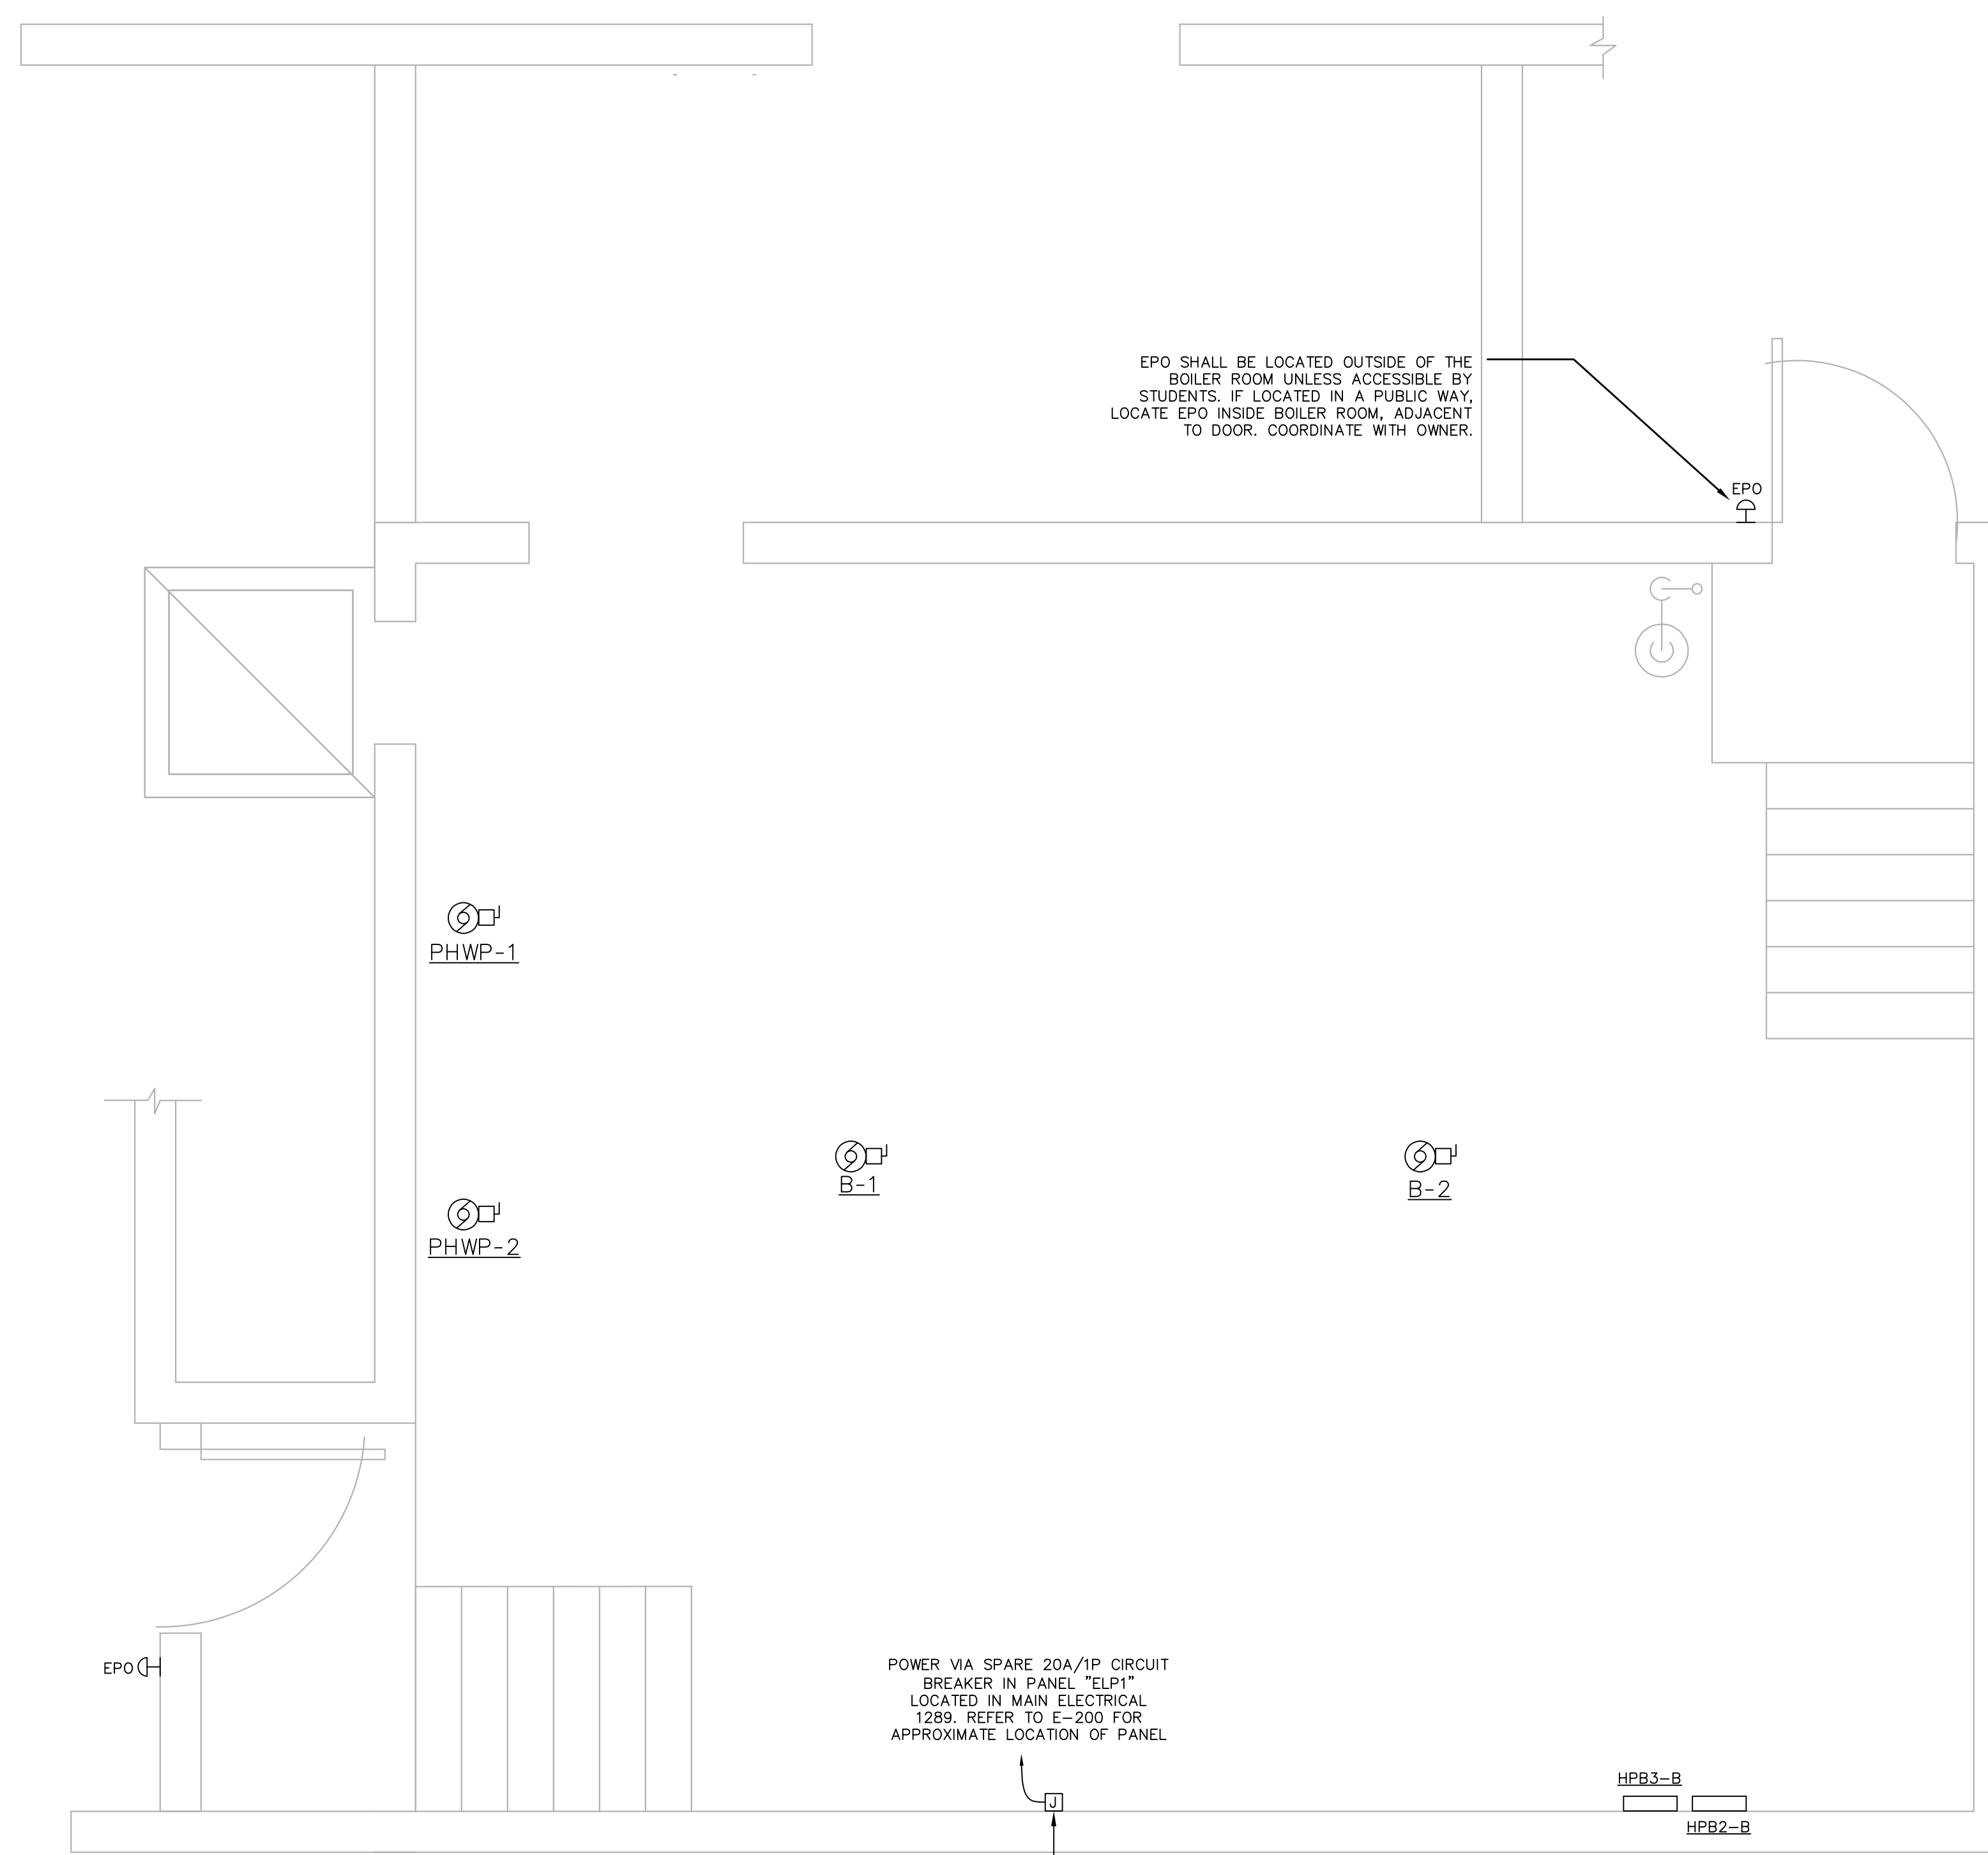 EPO SHALL BE LOCATED OUTSIDE OF THE
BOILER ROOM UNLESS ACCESSIBLE BY
STUDENTS. IF LOCATED IN A PUBLIC WAY,
LOCATE EPO INSIDE BOILER ROOM, ADJACENT
TO DOOR. COORDINATE WITH OWNER.
EPO
PHWP-1
B-1
B-2
PHWP-2
EPO
POWER VIA SPARE 20A/1P CIRCUIT
BREAKER IN PANEL "ELP1"
LOCATED IN MAIN ELECTRICAL
1289. REFER TO E-200 FOR
APPROXIMATE LOCATION OF PANEL
J
HPB3-B
HPB2-B